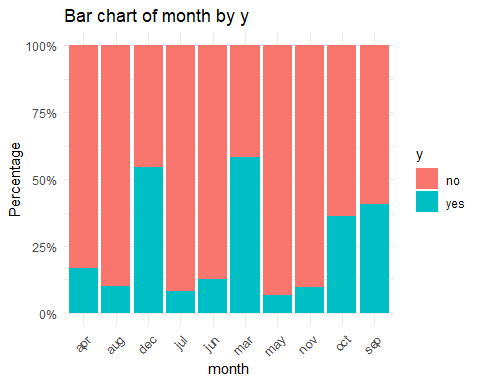 Bar chart of month by y
100%
75%
50%
25%
0%
Percentage
apr aug dec jul jun mar may nov oct sep
month
y
no
yes